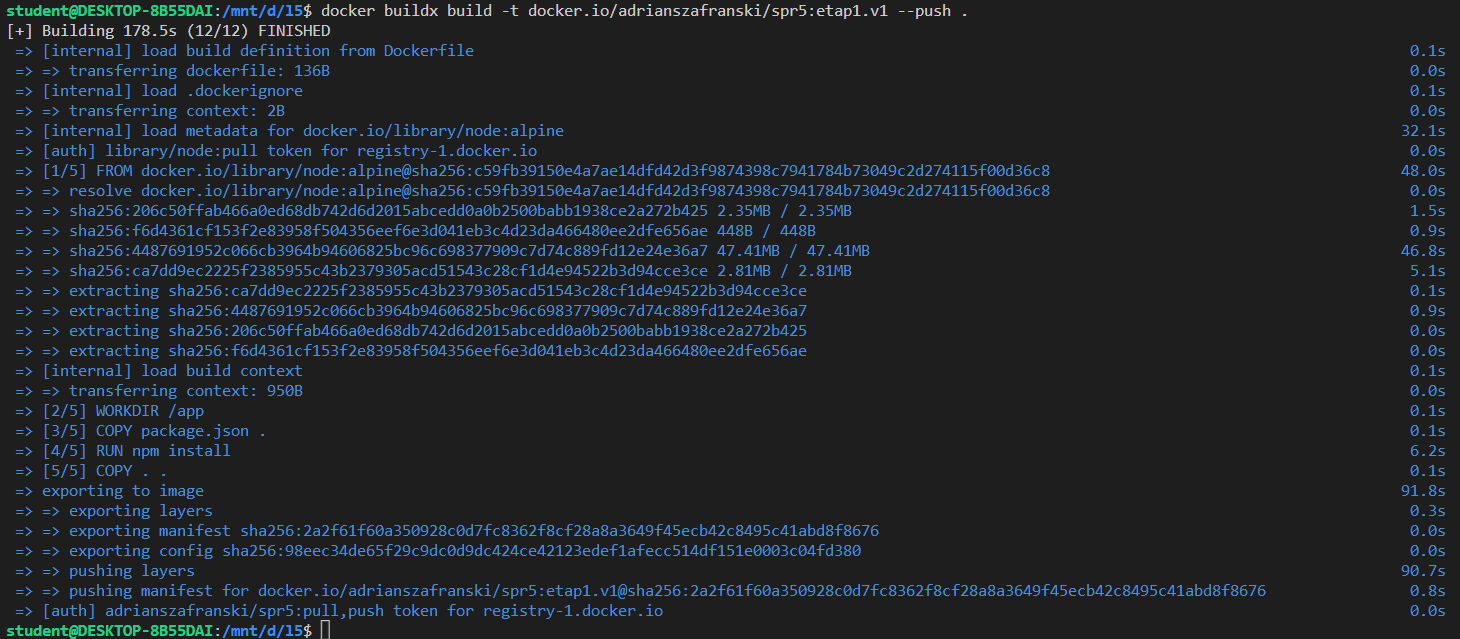 student@DESKTOP-8B55DAI:/mnt/d/15$ docker buildx build -t docker.io/adrianszafranski/spr5:etap1.v1 --push .
[+] Building 178.5s (12/12) FINISHED
=> [internal] load build definition from Dockerfile 0.1s
=> => transferring dockerfile: 136B 0.0s
=> [internal] load .dockerignore 0.1s
=> => transferring context: 2B 0.0s
=> [internal] load metadata for docker.io/library/node:alpine 32.1s
=> [auth] library/node:pull token for registry-1.docker.io 0.0s
=> [1/5] FROM docker.io/library/node:alpine@sha256:c59fb39150e4a7ae14dfd42d3f9874398c7941784b73049c2d274115f00d36c8 48.0s
=> => resolve docker.io/library/node:alpine@sha256:c59fb39150e4a7ae14dfd42d3f9874398c7941784b73049c2d274115f00d36c8 0.0s
=> => sha256:206c50ffab466a0ed68db742d6d2015abcedd0a0b2500babb1938ce2a272b425 2.35MB / 2.35MB 1.5s
=> => sha256:f6d4361cf153f2e83958f504356eef6e3d041eb3c4d23da466480ee2dfe656ae 448B / 448B 0.9s
=> => sha256:4487691952c066cb3964b94606825bc96c698377909c7d74c889fd12e24e36a7 47.41MB / 47.41MB 46.8s
=> => sha256:ca7dd9ec2225f2385955c43b2379305acd51543c28cf1d4e94522b3d94cce3ce 2.81MB / 2.81MB 5.1s
=> => extracting sha256:ca7dd9ec2225f2385955c43b2379305acd51543c28cf1d4e94522b3d94cce3ce 0.1s
=> => extracting sha256:4487691952c066cb3964b94606825bc96c698377909c7d74c889fd12e24e36a7 0.9s
=> => extracting sha256:206c50ffab466a0ed68db742d6d2015abcedd0a0b2500babb1938ce2a272b425 0.0s
=> => extracting sha256:f6d4361cf153f2e83958f504356eef6e3d041eb3c4d23da466480ee2dfe656ae 0.0s
=> [internal] load build context 0.1s
=> => transferring context: 950B 0.0s
=> [2/5] WORKDIR /app 0.1s
=> [3/5] COPY package.json . 0.1s
=> [4/5] RUN npm install 6.2s
=> [5/5] COPY . . 0.1s
=> exporting to image 91.8s
=> => exporting layers 0.3s
=> => exporting manifest sha256:2a2f61f60a350928c0d7fc8362f8cf28a8a3649f45ecb42c8495c41abd8f8676 0.0s
=> => exporting config sha256:98eec34de65f29c9dc0d9dc424ce42123edef1afecc514df151e0003c04fd380 0.0s
=> => pushing layers 90.7s
=> => pushing manifest for docker.io/adrianszafranski/spr5:etap1.v1@sha256:2a2f61f60a350928c0d7fc8362f8cf28a8a3649f45ecb42c8495c41abd8f8676 0.8s
=> [auth] adrianszafranski/spr5:pull,push token for registry-1.docker.io 0.0s
student@DESKTOP-8B55DAI:/mnt/d/15$